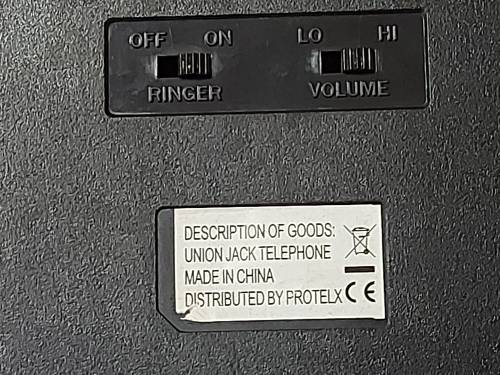 OFF ON LO HI
RINGER VOLUME
DESCRIPTION OF GOODS:
UNION JACK TELEPHONE
MADE IN CHINA
DISTRIBUTED BY PROTELX CE